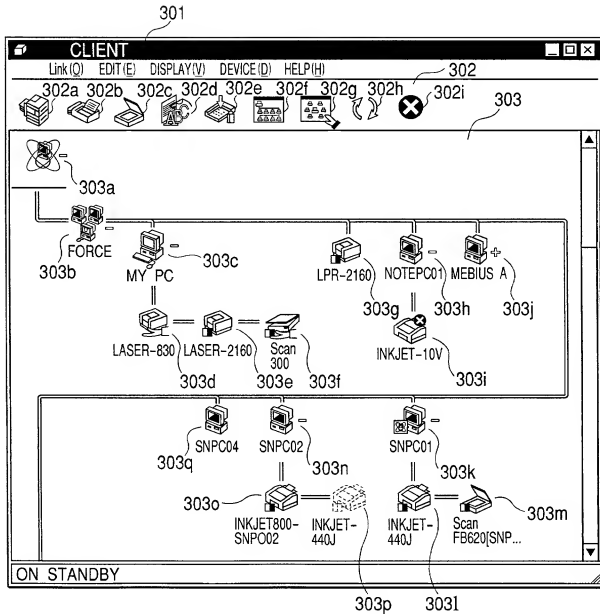 301
CLIENT
Link(O) EDIT(E) DISPLAY(V) DEVICE(D) HELP(H) 302
302a 302b 302c 302d 302e 302f 302g 302h 302i
303
303a
303b FORCE
MY PC 303c
LPR-2160 303g
NOTEPC01 303h
MEBIUS A 303j
LASER-830 303d
LASER-2160 303e
Scan 300 303f
INKJET-10V 303i
SNPC04 303q
SNPC02 303n
SNPC01 303k
303o INKJET800-SNPO02
INKJET-440J 303p
INKJET-440J 303l
Scan FB620[SNP... 303m
ON STANDBY